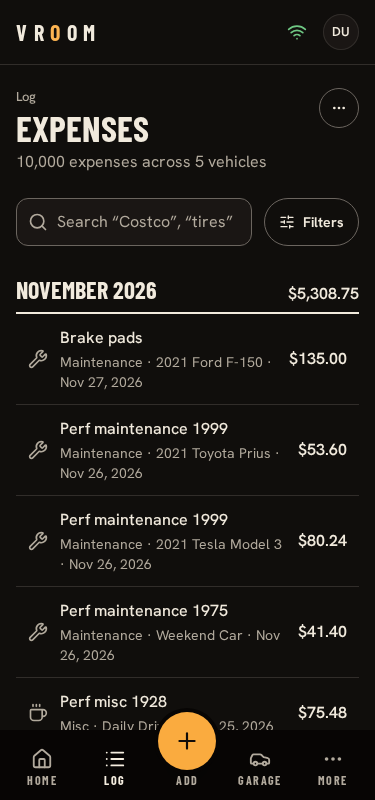 VROOM
DU
Log
EXPENSES
10,000 expenses across 5 vehicles
Search “Costco”, “tires”
Filters
NOVEMBER 2026
$5,308.75
Brake pads
Maintenance · 2021 Ford F-150 ·
Nov 27, 2026
$135.00
Perf maintenance 1999
Maintenance · 2021 Toyota Prius ·
Nov 26, 2026
$53.60
Perf maintenance 1999
Maintenance · 2021 Tesla Model 3
· Nov 26, 2026
$80.24
Perf maintenance 1975
Maintenance · Weekend Car · Nov
26, 2026
$41.40
Perf misc 1928
Misc · Daily 25, 2026
$75.48
HOME
LOG
ADD
GARAGE
MORE